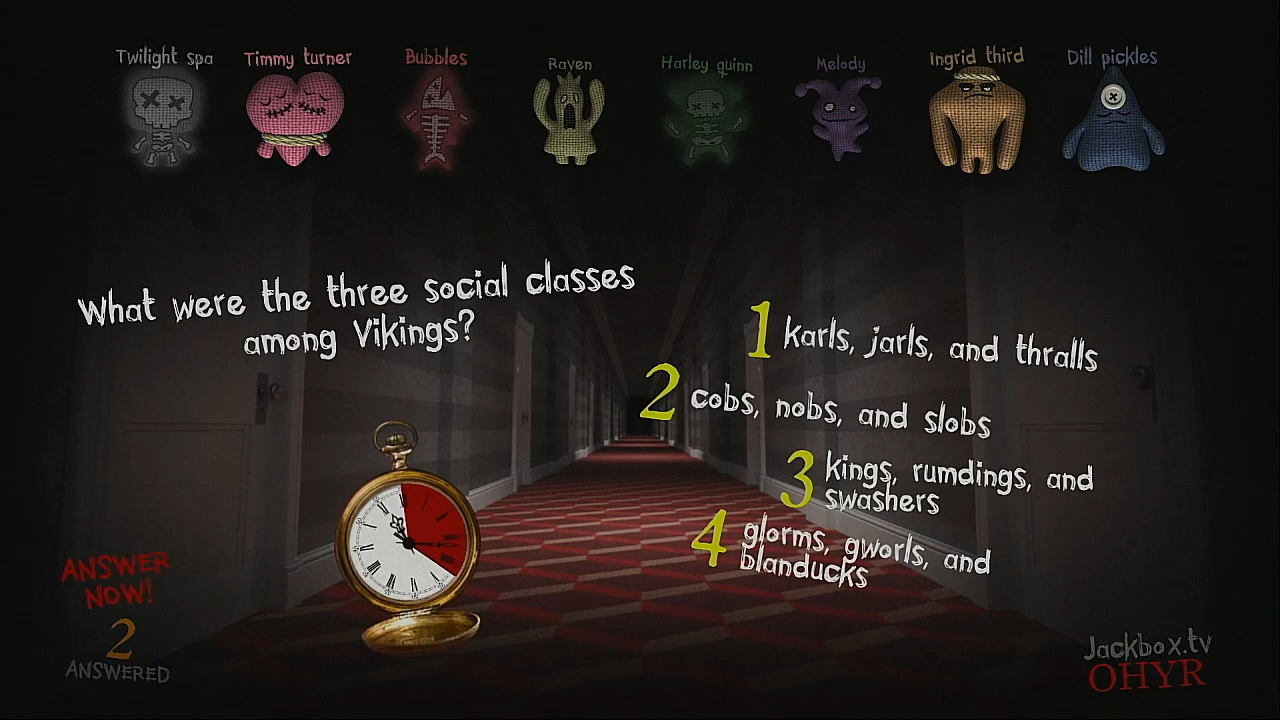 Twilight spa
Timmy turner
Bubbles
Raven
Harley quinn
Melody
Ingrid third
Dill pickles
What were the three social classes
among Vikings?
1 karls, jarls, and thralls
2 cobs, nobs, and slobs
3 kings, rumdings, and
swashers
4 glorms, gworls, and
blanducks
ANSWER
NOW!
2
ANSWERED
Jackbox.tv
OHYR